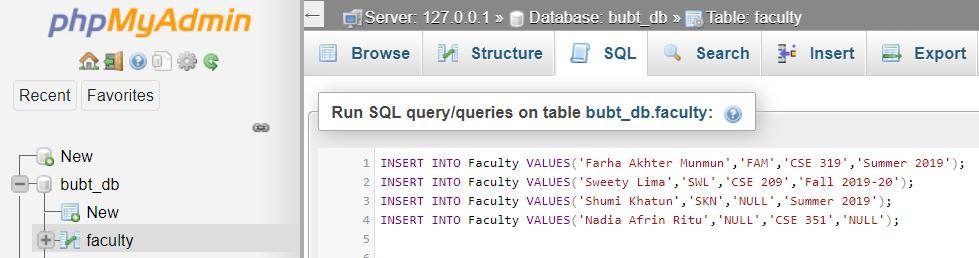 phpMyAdmin
Recent Favorites
New
bubt_db
New
faculty
Server: 127.0.0.1 » Database: bubt_db » Table: faculty
Browse Structure SQL Search Insert Export
Run SQL query/queries on table bubt_db.faculty:
1 INSERT INTO Faculty VALUES('Farha Akhter Munmun','FAM','CSE 319','Summer 2019');
2 INSERT INTO Faculty VALUES('Sweety Lima','SWL','CSE 209','Fall 2019-20');
3 INSERT INTO Faculty VALUES('Shumi Khatun','SKN','NULL','Summer 2019');
4 INSERT INTO Faculty VALUES('Nadia Afrin Ritu','NULL','CSE 351','NULL');
5
6